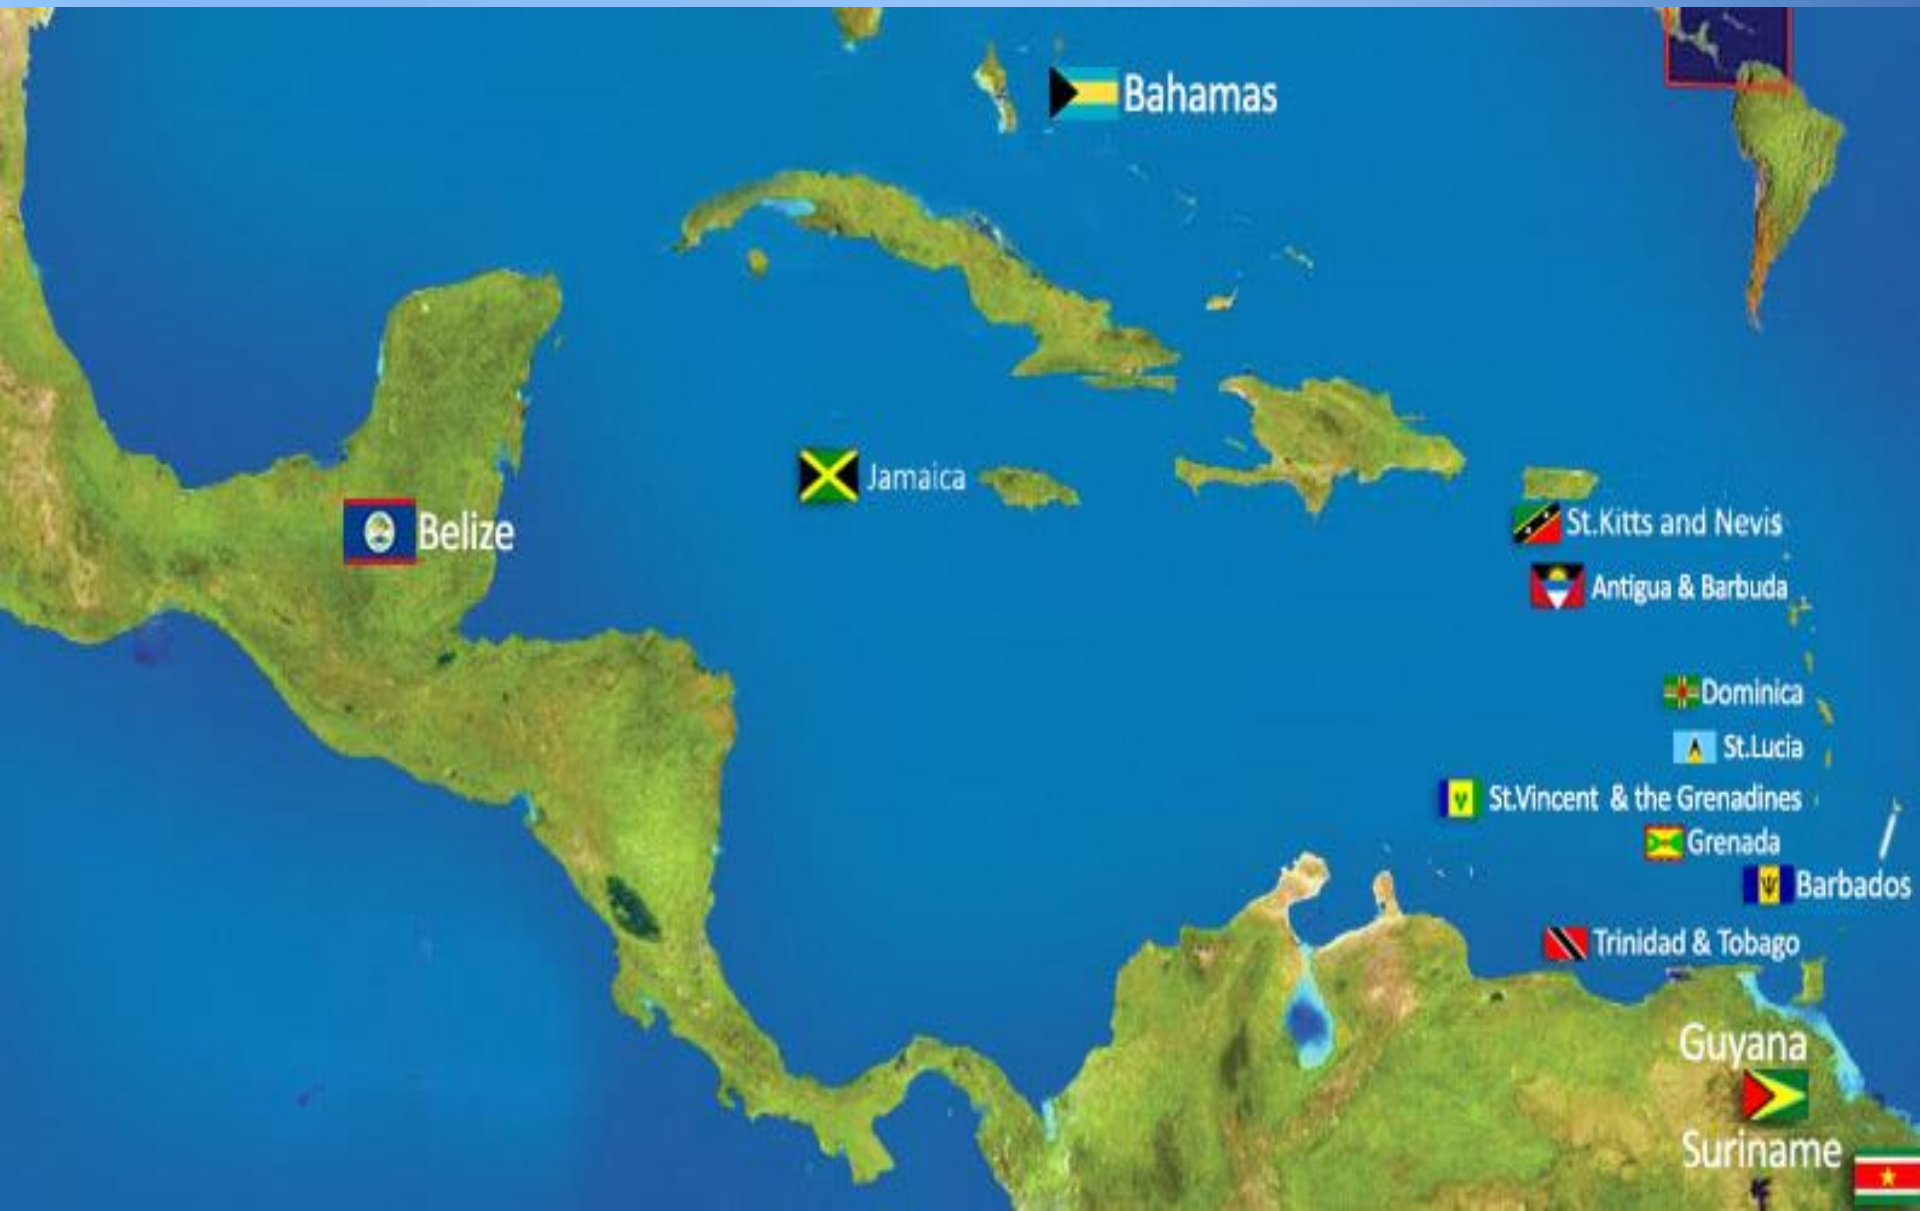 Bahamas
Jamaica
Belize
St.Kitts and Nevis
Antigua & Barbuda
Dominica
St.Lucia
St.Vincent & the Grenadines
Grenada
Barbados
Trinidad & Tobago
Guyana
Suriname